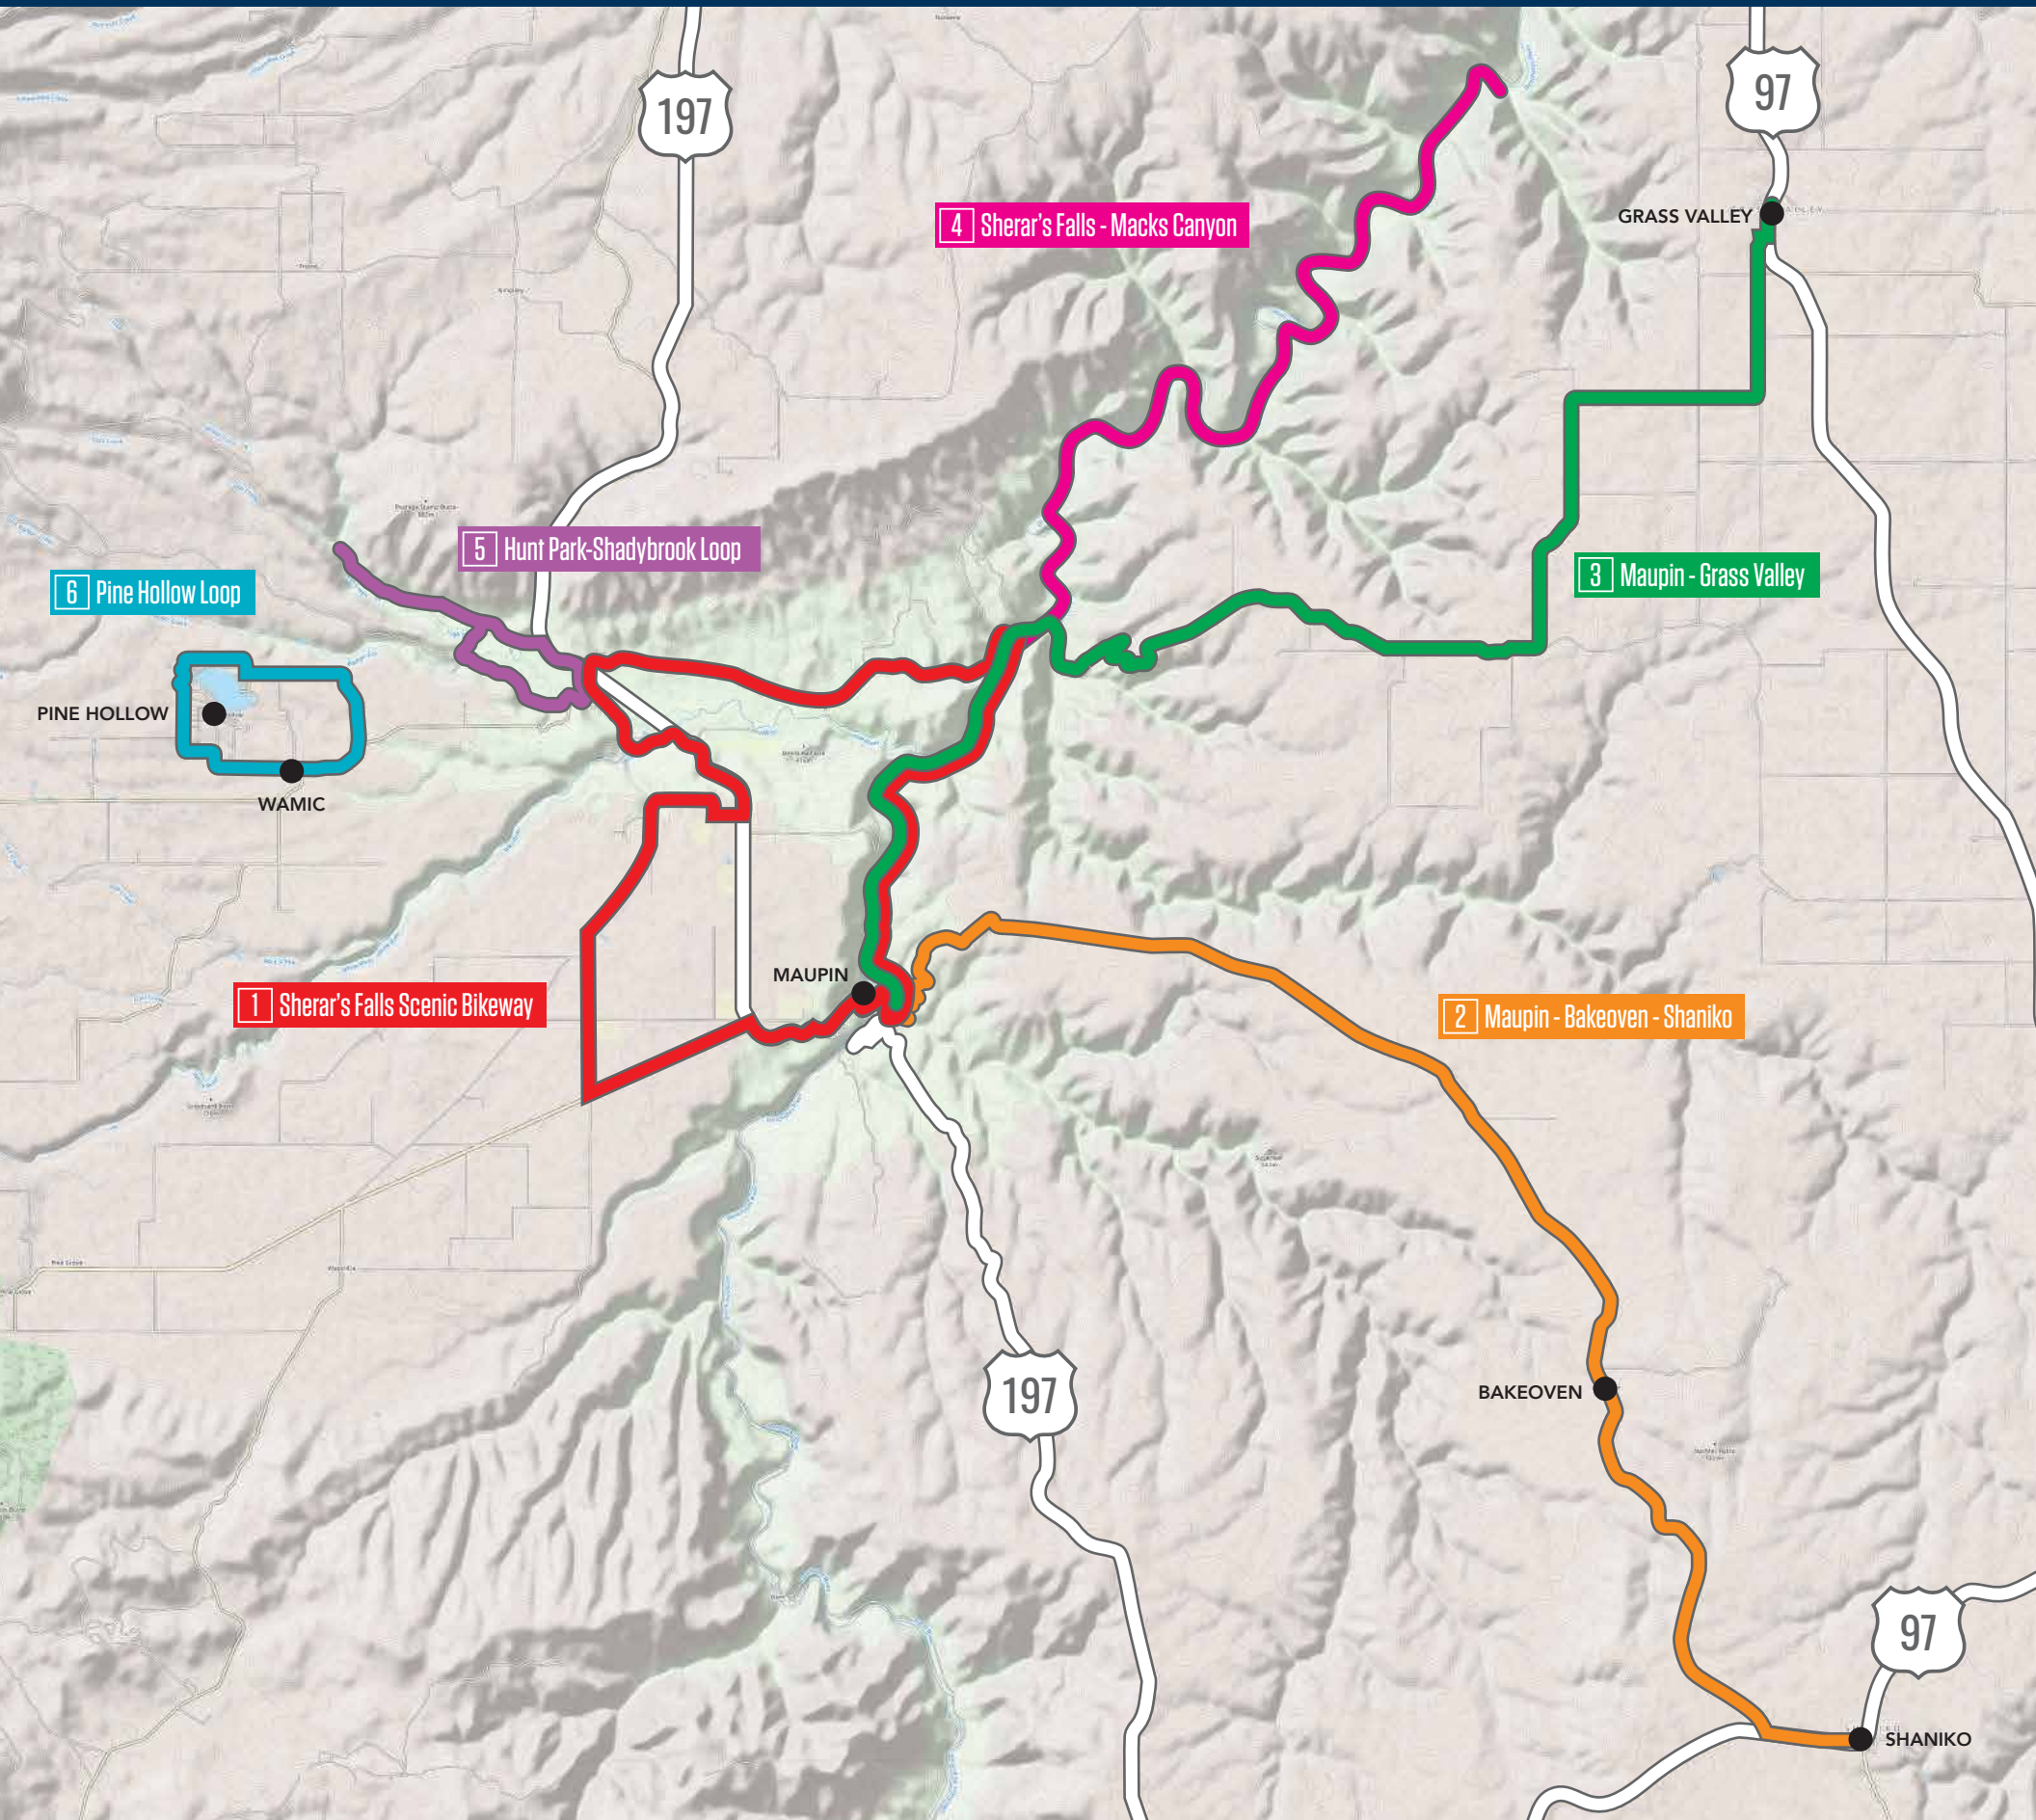 197
97
4 Sherar's Falls - Macks Canyon
GRASS VALLEY
5 Hunt Park-Shadybrook Loop
6 Pine Hollow Loop
3 Maupin - Grass Valley
PINE HOLLOW
WAMIC
MAUPIN
1 Sherar's Falls Scenic Bikeway
2 Maupin - Bakeoven - Shaniko
197
BAKEOVEN
97
SHANIKO